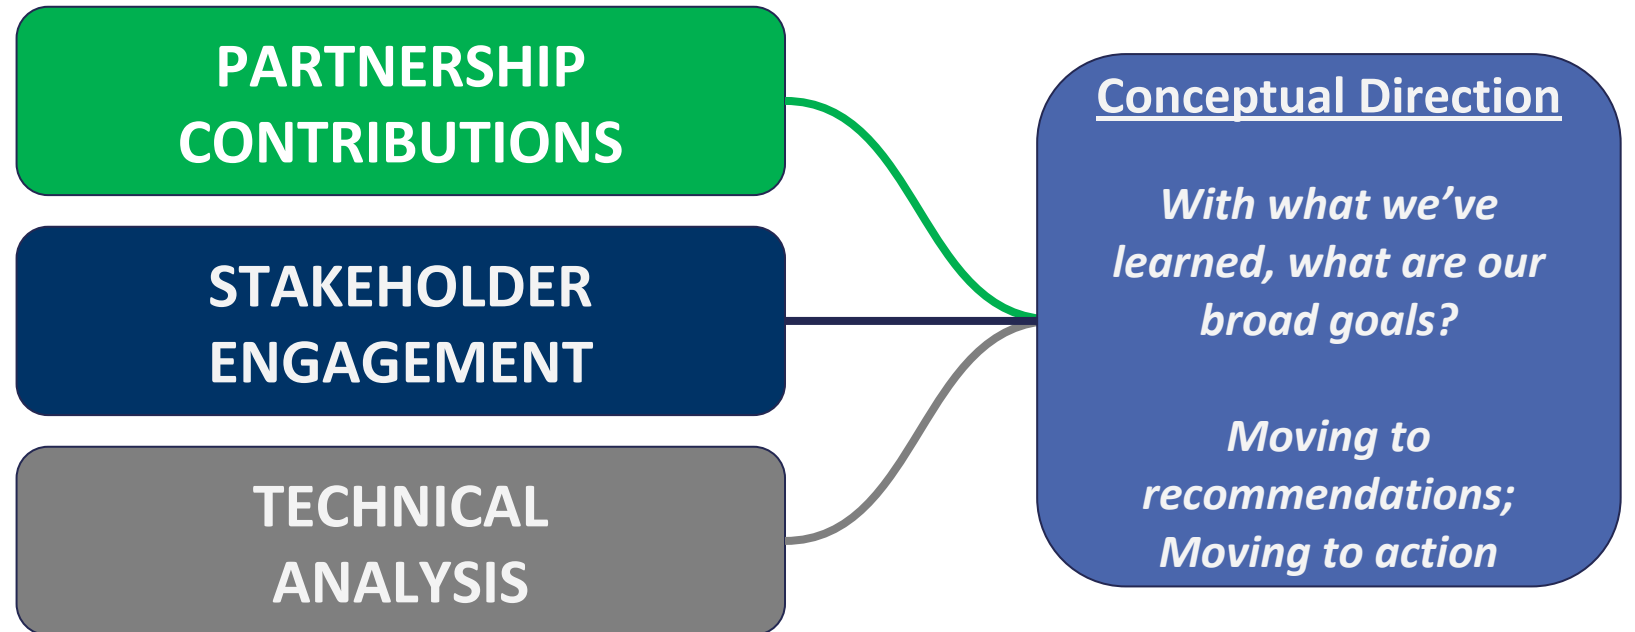 PARTNERSHIP
CONTRIBUTIONS
STAKEHOLDER
ENGAGEMENT
TECHNICAL
ANALYSIS
Conceptual Direction
With what we’ve
learned, what are our
broad goals?
Moving to
recommendations;
Moving to action